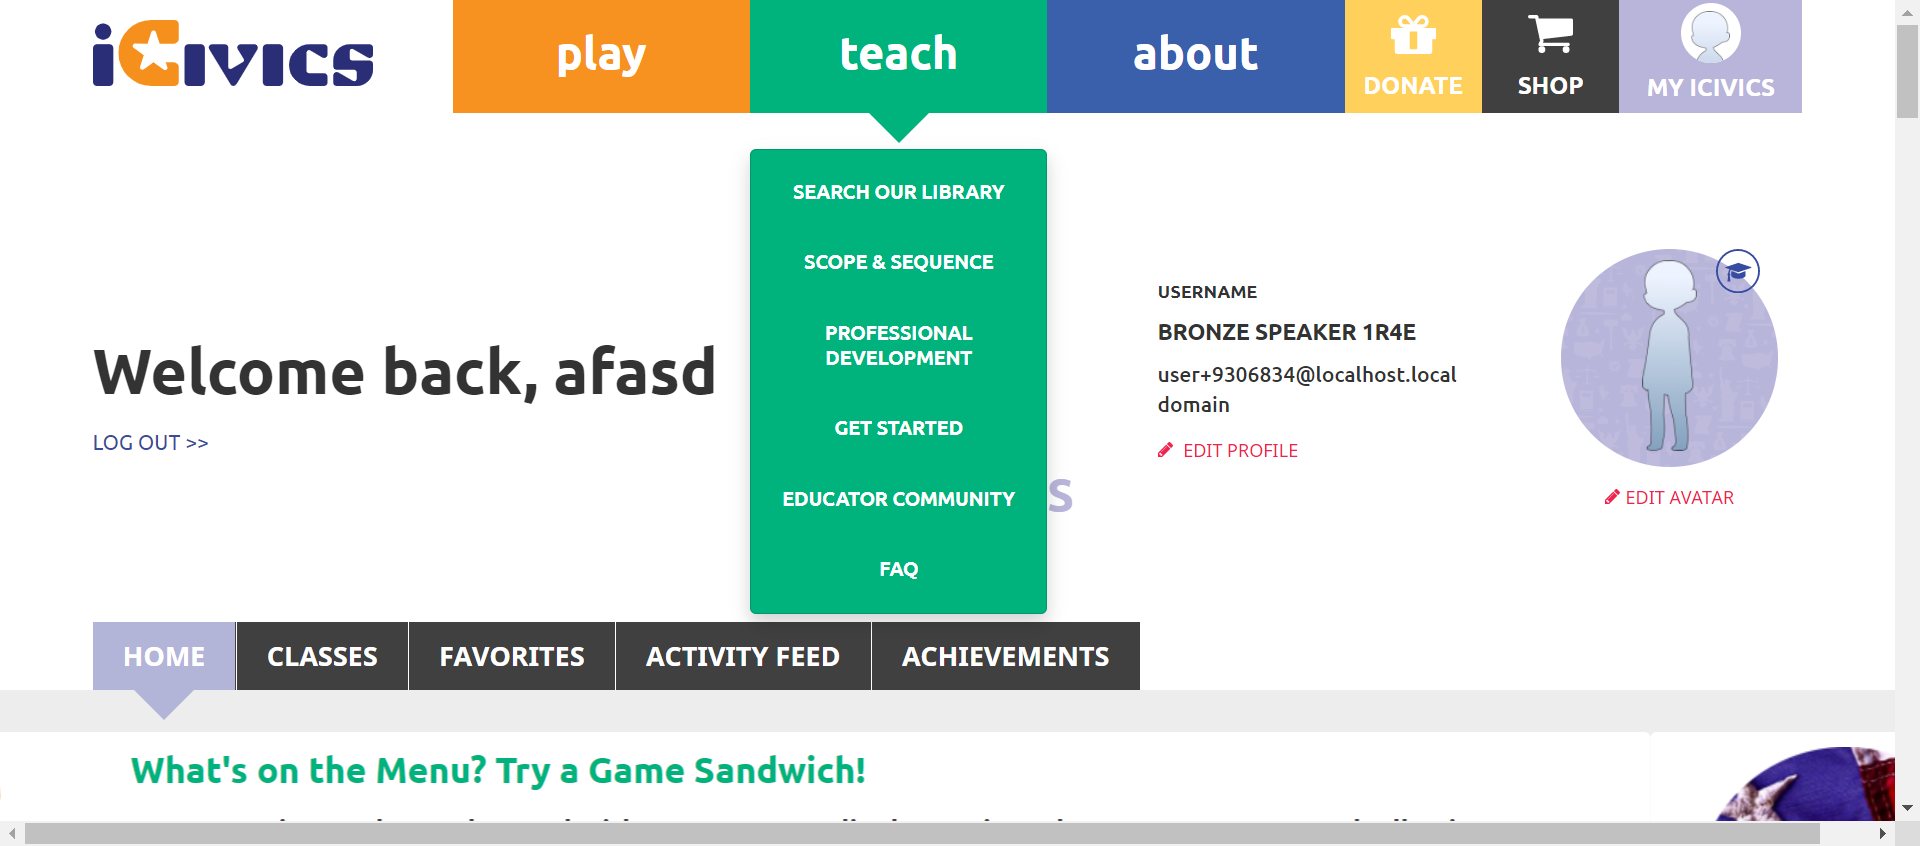 iCivics
play
teach
about
DONATE
SHOP
MY ICIVICS
SEARCH OUR LIBRARY
SCOPE & SEQUENCE
PROFESSIONAL
DEVELOPMENT
GET STARTED
EDUCATOR COMMUNITY
FAQ
Welcome back, afasd
LOG OUT >>
S
USERNAME
BRONZE SPEAKER 1R4E
user+9306834@localhost.local
domain
EDIT PROFILE
EDIT AVATAR
HOME
CLASSES
FAVORITES
ACTIVITY FEED
ACHIEVEMENTS
What's on the Menu? Try a Game Sandwich!